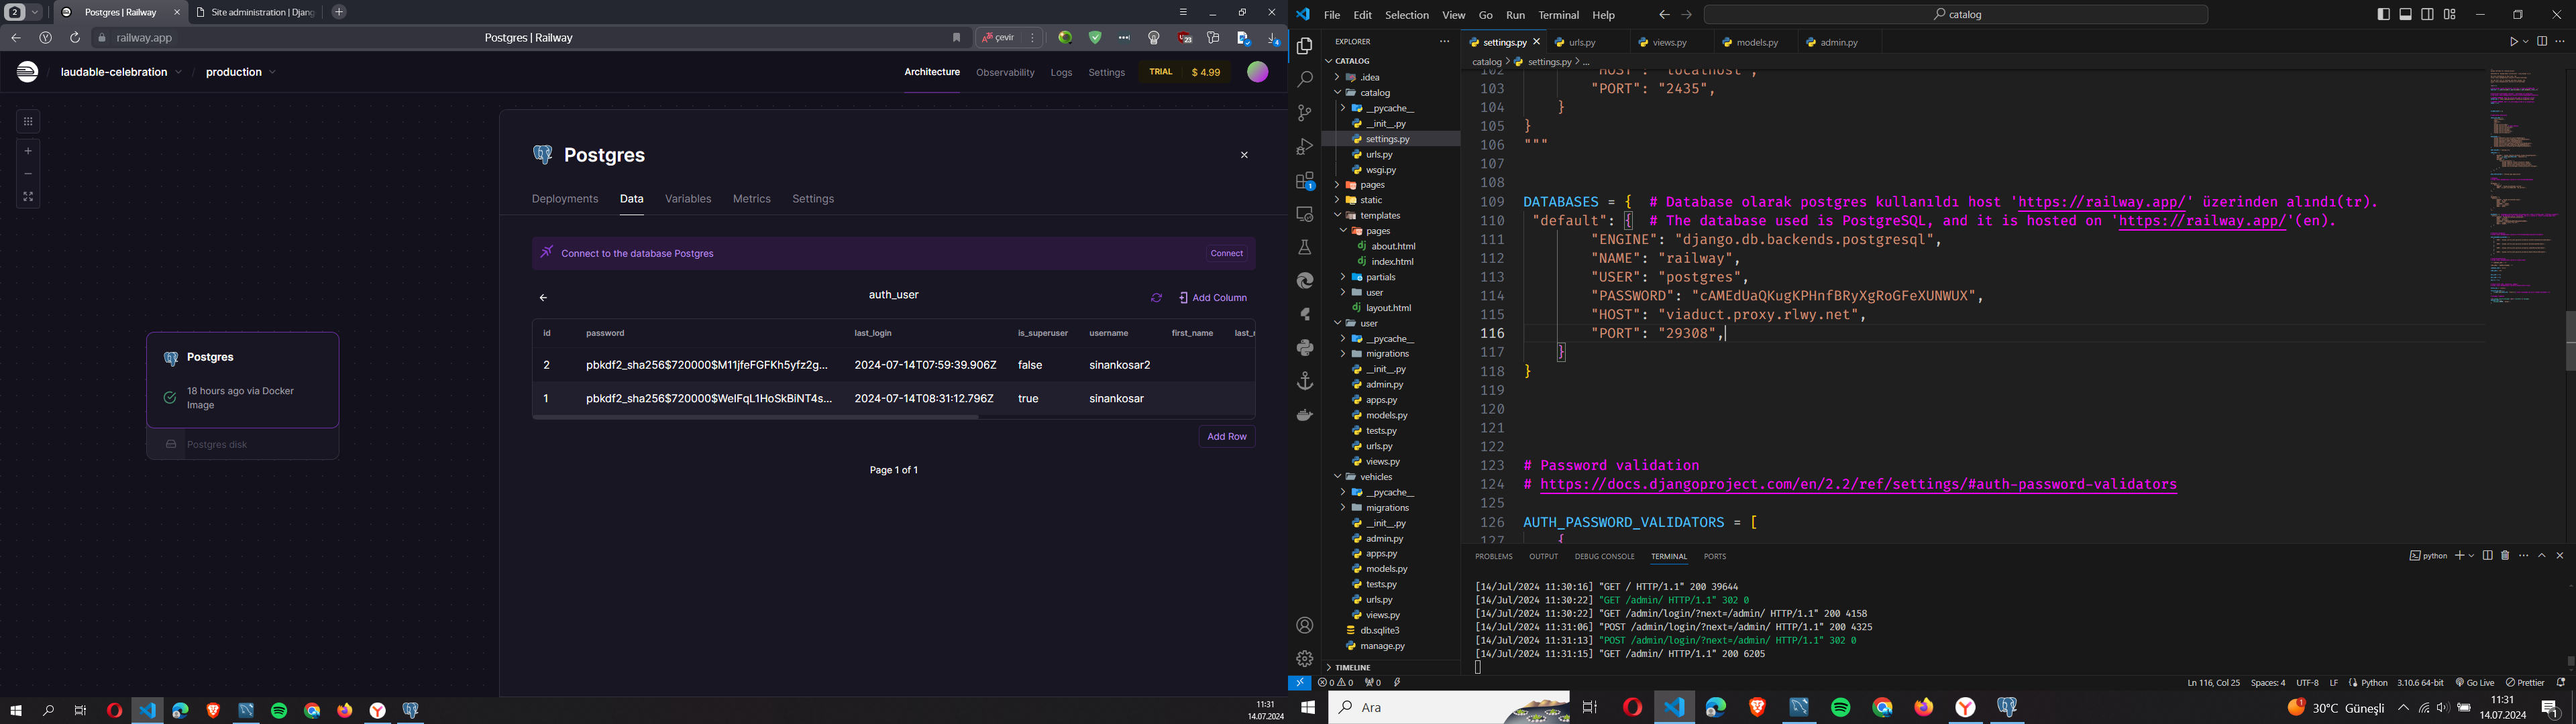 2
Postgres | Railway
Site administration | Djang
railway.app
Postgres | Railway
çevir
23
4
laudable-celebration
/
production
Architecture
Observability
Logs
Settings
TRIAL
$ 4.99
Postgres
18 hours ago via Docker
Image
Postgres disk
Postgres
Deployments
Data
Variables
Metrics
Settings
Connect to the database Postgres
Connect
auth_user
Add Column
id password last_login is_superuser username first_name last_r
2 pbkdf2_sha256$720000$M11jfeFGFKh5yfz2g... 2024-07-14T07:59:39.906Z false sinankosar2
1 pbkdf2_sha256$720000$WelFqL1HoSkBiNT4s... 2024-07-14T08:31:12.796Z true sinankosar
Add Row
Page 1 of 1
11:31
14.07.2024
File Edit Selection View Go Run Terminal Help
catalog
EXPLORER
CATALOG
.idea
catalog
__pycache__
__init__.py
settings.py
urls.py
wsgi.py
pages
static
templates
pages
about.html
index.html
partials
user
layout.html
user
__pycache__
migrations
__init__.py
admin.py
apps.py
models.py
tests.py
urls.py
views.py
vehicles
__pycache__
migrations
__init__.py
admin.py
apps.py
models.py
tests.py
urls.py
views.py
db.sqlite3
manage.py
TIMELINE
settings.py
urls.py
views.py
models.py
admin.py
catalog > settings.py > ...
102 "HOST": "localhost",
103 "PORT": "2435",
104 }
105 }
106 """
107
108
109 DATABASES = { # Database olarak postgres kullanıldı host 'https://railway.app/' üzerinden alındı(tr).
110 "default": { # The database used is PostgreSQL, and it is hosted on 'https://railway.app/'(en).
111 "ENGINE": "django.db.backends.postgresql",
112 "NAME": "railway",
113 "USER": "postgres",
114 "PASSWORD": "cAMEdUaQKugKPHnfBRyXgRoGFeXUNWUX",
115 "HOST": "viaduct.proxy.rlwy.net",
116 "PORT": "29308",
117 }
118 }
119
120
121
122
123 # Password validation
124 # https://docs.djangoproject.com/en/2.2/ref/settings/#auth-password-validators
125
126 AUTH_PASSWORD_VALIDATORS = [
127 {
PROBLEMS OUTPUT DEBUG CONSOLE TERMINAL PORTS
python
[14/Jul/2024 11:30:16] "GET / HTTP/1.1" 200 39644
[14/Jul/2024 11:30:22] "GET /admin/ HTTP/1.1" 302 0
[14/Jul/2024 11:30:22] "GET /admin/login/?next=/admin/ HTTP/1.1" 200 4158
[14/Jul/2024 11:31:06] "POST /admin/login/?next=/admin/ HTTP/1.1" 200 4325
[14/Jul/2024 11:31:13] "POST /admin/login/?next=/admin/ HTTP/1.1" 302 0
[14/Jul/2024 11:31:15] "GET /admin/ HTTP/1.1" 200 6205
0 0 0
Ln 116, Col 25 Spaces: 4 UTF-8 LF Python 3.10.6 64-bit Go Live Prettier
Ara
30°C Güneşli
11:31
14.07.2024